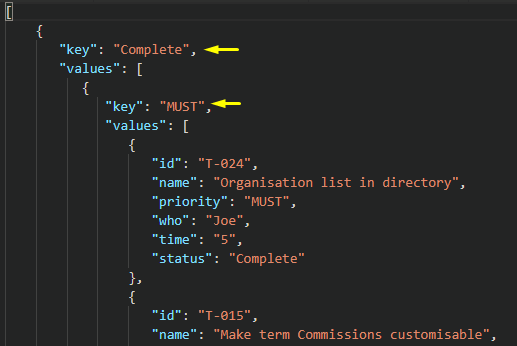 [
{
"key": "Complete",
"values": [
{
"key": "MUST",
"values": [
{
"id": "T-024",
"name": "Organisation list in directory",
"priority": "MUST",
"who": "Joe",
"time": "5",
"status": "Complete"
},
{
"id": "T-015",
"name": "Make term Commissions customisable",